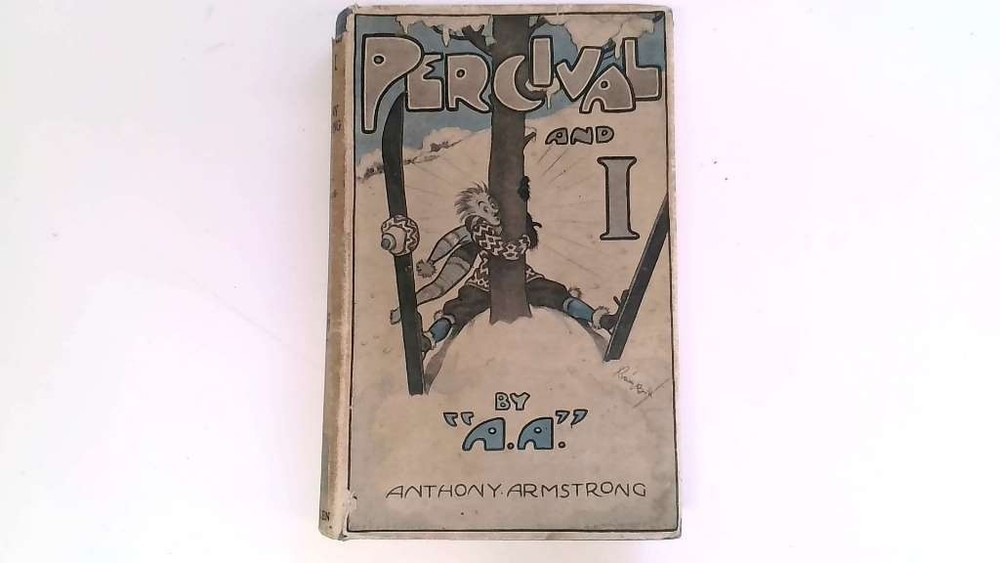 PERCIVAL
AND
I
BY
"A.A."
ANTHONY·ARMSTRONG